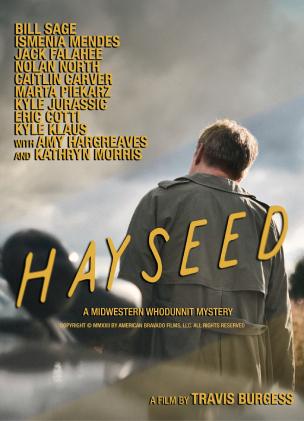 BILL SAGE
ISMENIA MENDES
JACK FALAHEE
NOLAN NORTH
CAITLIN CARVER
MARTA PIEKARZ
KYLE JURASSIC
ERIC COTTI
KYLE KLAUS
WITH AMY HARGREAVES
AND KATHRYN MORRIS
HAYSEED
A MIDWESTERN WHODUNNIT MYSTERY
COPYRIGHT © MMXXII BY AMERICAN BRAVADO FILMS, LLC. ALL RIGHTS RESERVED
A FILM BY TRAVIS BURGESS